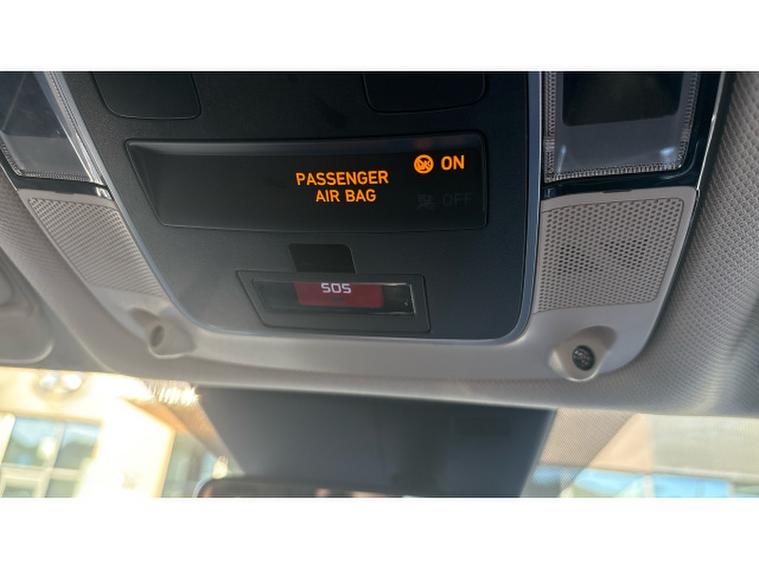 PASSENGER
AIR BAG
ON
OFF
SOS